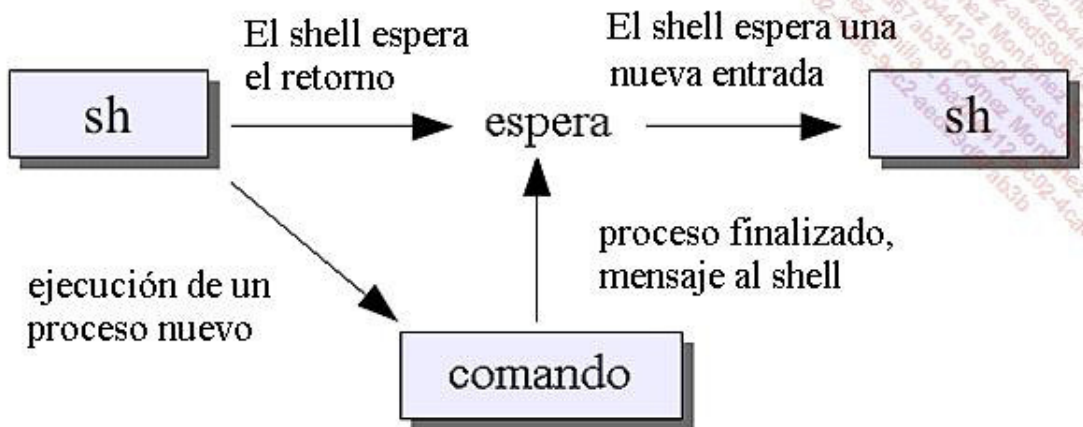 El shell espera
el retorno
El shell espera una
nueva entrada
sh
espera
sh
ejecución de un
proceso nuevo
proceso finalizado,
mensaje al shell
comando